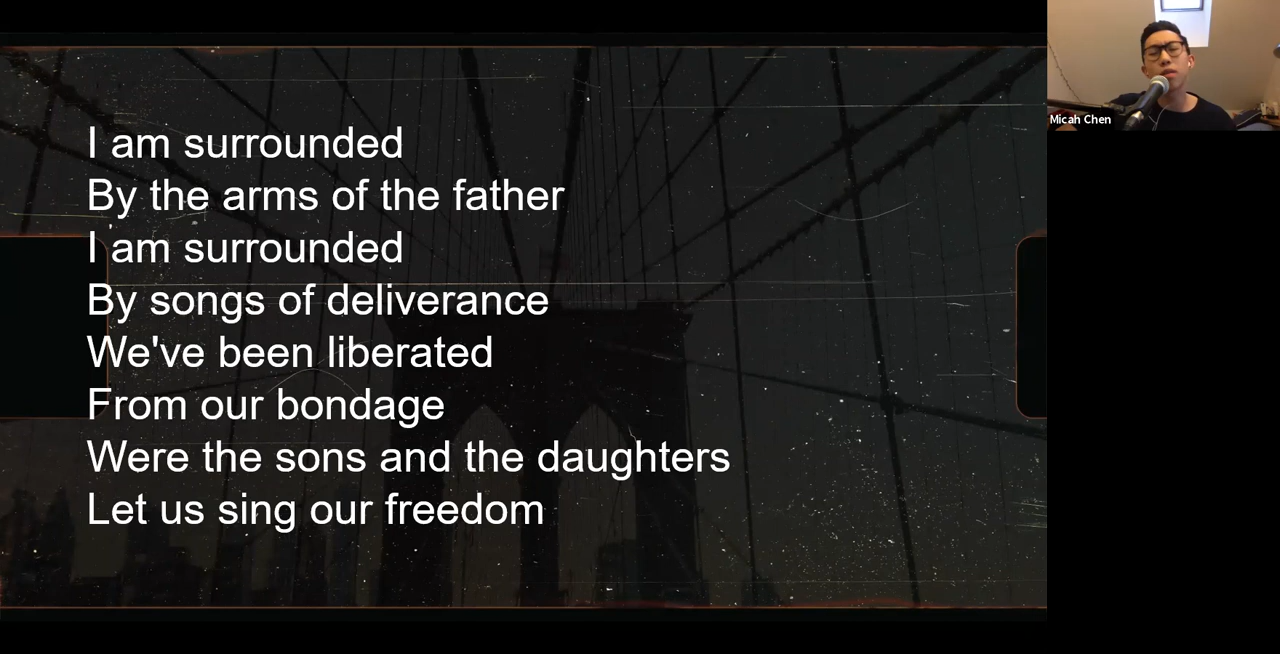 I am surrounded
By the arms of the father
I am surrounded
By songs of deliverance
We've been liberated
From our bondage
Were the sons and the daughters
Let us sing our freedom
Micah Chen